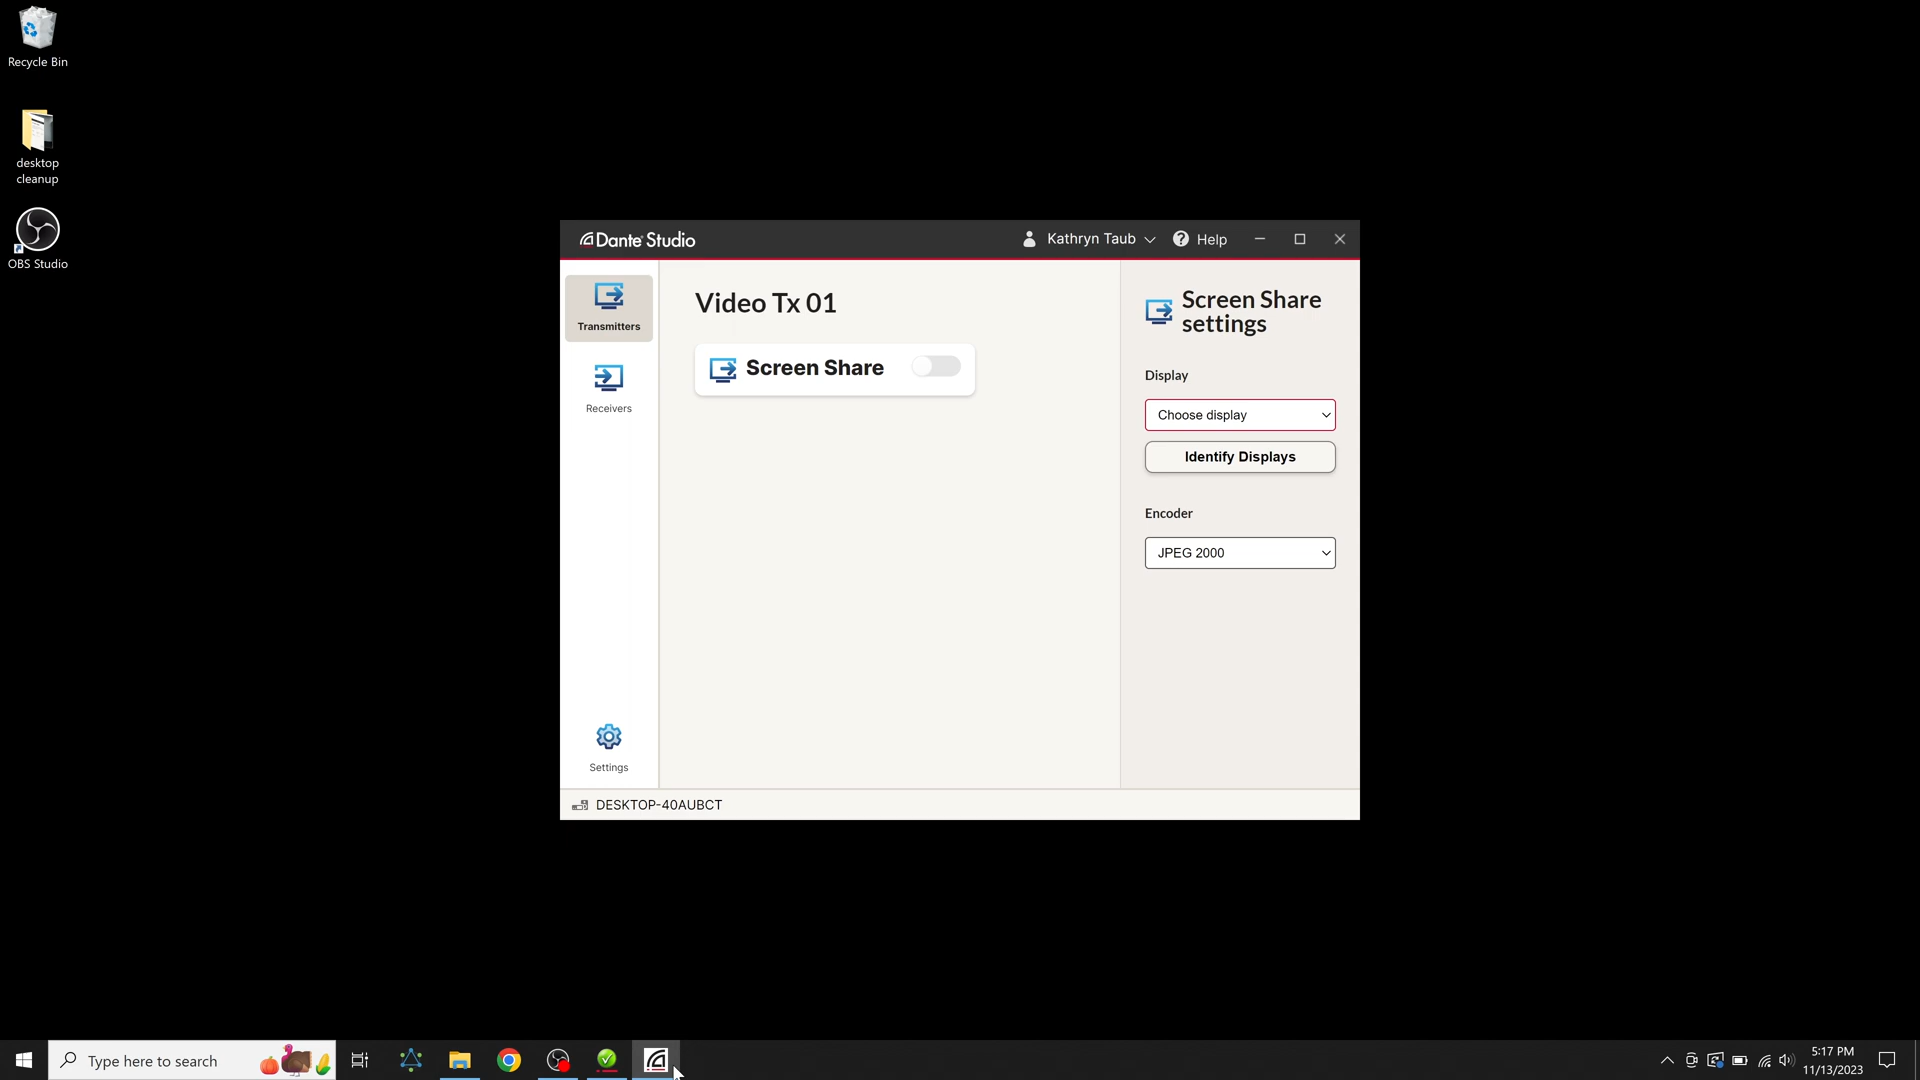 Recycle Bin
desktop
cleanup
OBS Studio
Dante Studio
Kathryn Taub
Help
Transmitters
Receivers
Settings
Video Tx 01
Screen Share
Screen Share
settings
Display
Choose display
Identify Displays
Encoder
JPEG 2000
DESKTOP-40AUBCT
Type here to search
5:17 PM
11/13/2023